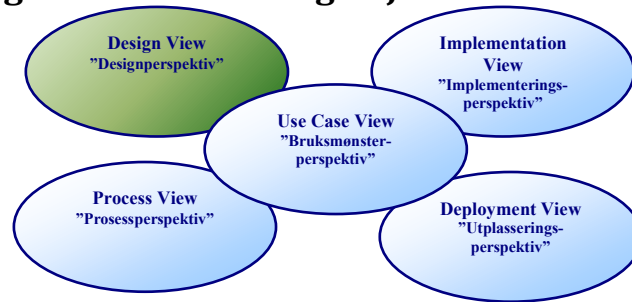 Design View
”Designperspektiv”
Implementation
View
”Implementerings-
perspektiv”
Use Case View
”Bruksmønster-
perspektiv”
Process View
”Prosessperspektiv”
Deployment View
”Utplasserings-
perspektiv”